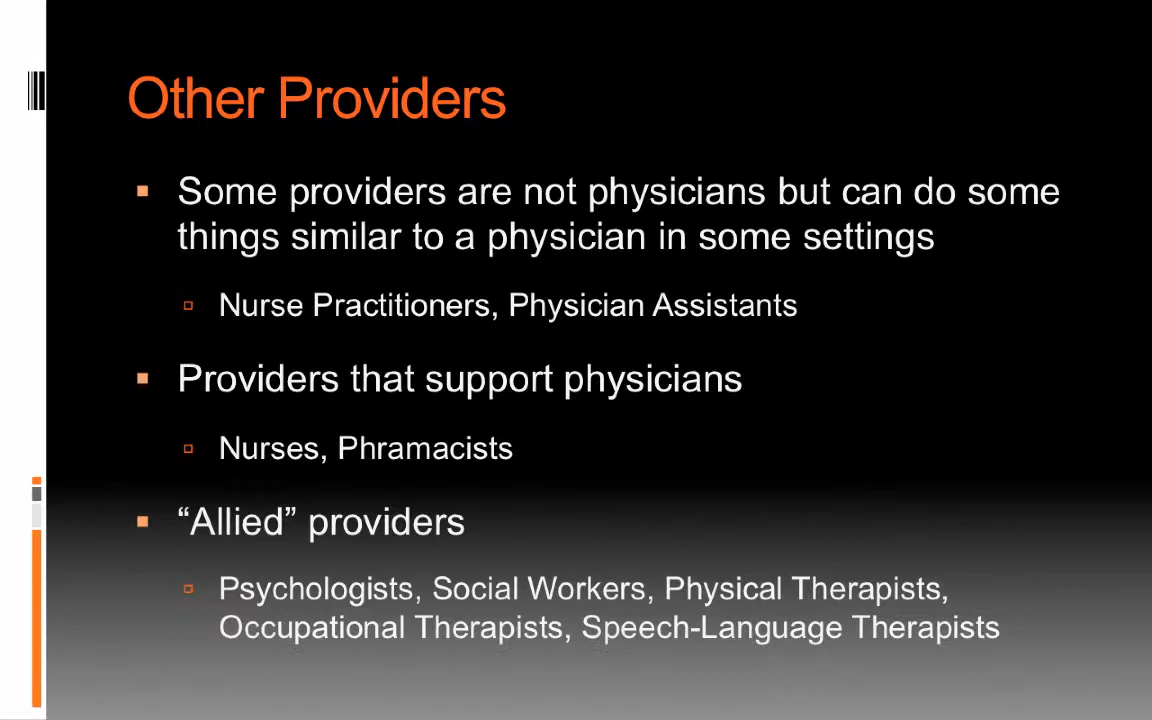 Other Providers
Some providers are not physicians but can do some
things similar to a physician in some settings
Nurse Practitioners, Physician Assistants
Providers that support physicians
Nurses, Phramacists
“Allied” providers
Psychologists, Social Workers, Physical Therapists,
Occupational Therapists, Speech-Language Therapists